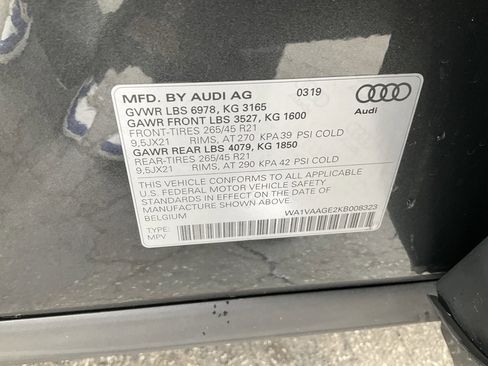 MFD. BY AUDI AG 0319
GVWR LBS 6978, KG 3165
GAWR FRONT LBS 3527, KG 1600
FRONT-TIRES 265/45 R21
9,5JX21 RIMS, AT 270 KPA 39 PSI COLD
GAWR REAR LBS 4079, KG 1850
REAR-TIRES 265/45 R21
9,5JX21 RIMS, AT 290 KPA 42 PSI COLD
THIS VEHICLE CONFORMS TO ALL APPLICABLE
U.S. FEDERAL MOTOR VEHICLE SAFETY
STANDARDS IN EFFECT ON THE DATE OF
MANUFACTURE SHOWN ABOVE.
BELGIUM
TYPE:
MPV
WA1VAAGE2KB008323
Audi